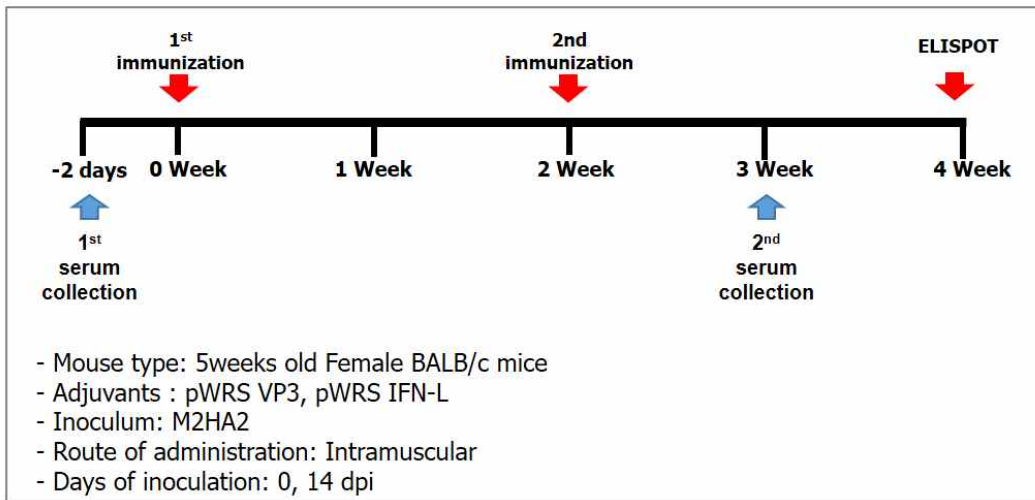 1st
immunization
2nd
immunization
ELISPOT
-2 days 0 Week 1 Week 2 Week 3 Week 4 Week
1st
serum
collection
2nd
serum
collection
- Mouse type: 5weeks old Female BALB/c mice
- Adjuvants : pWRS VP3, pWRS IFN-L
- Inoculum: M2HA2
- Route of administration: Intramuscular
- Days of inoculation: 0, 14 dpi